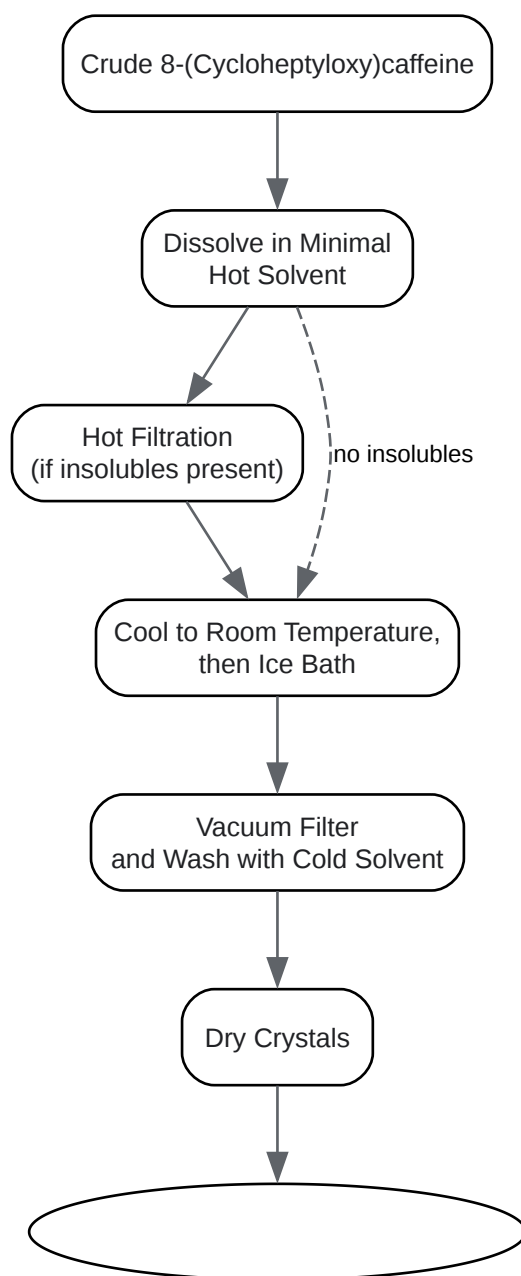 Crude 8-(Cycloheptyloxy)caffeine
Dissolve in Minimal
Hot Solvent
Hot Filtration
(if insolubles present)
no insolubles
Cool to Room Temperature,
then Ice Bath
Vacuum Filter
and Wash with Cold Solvent
Dry Crystals